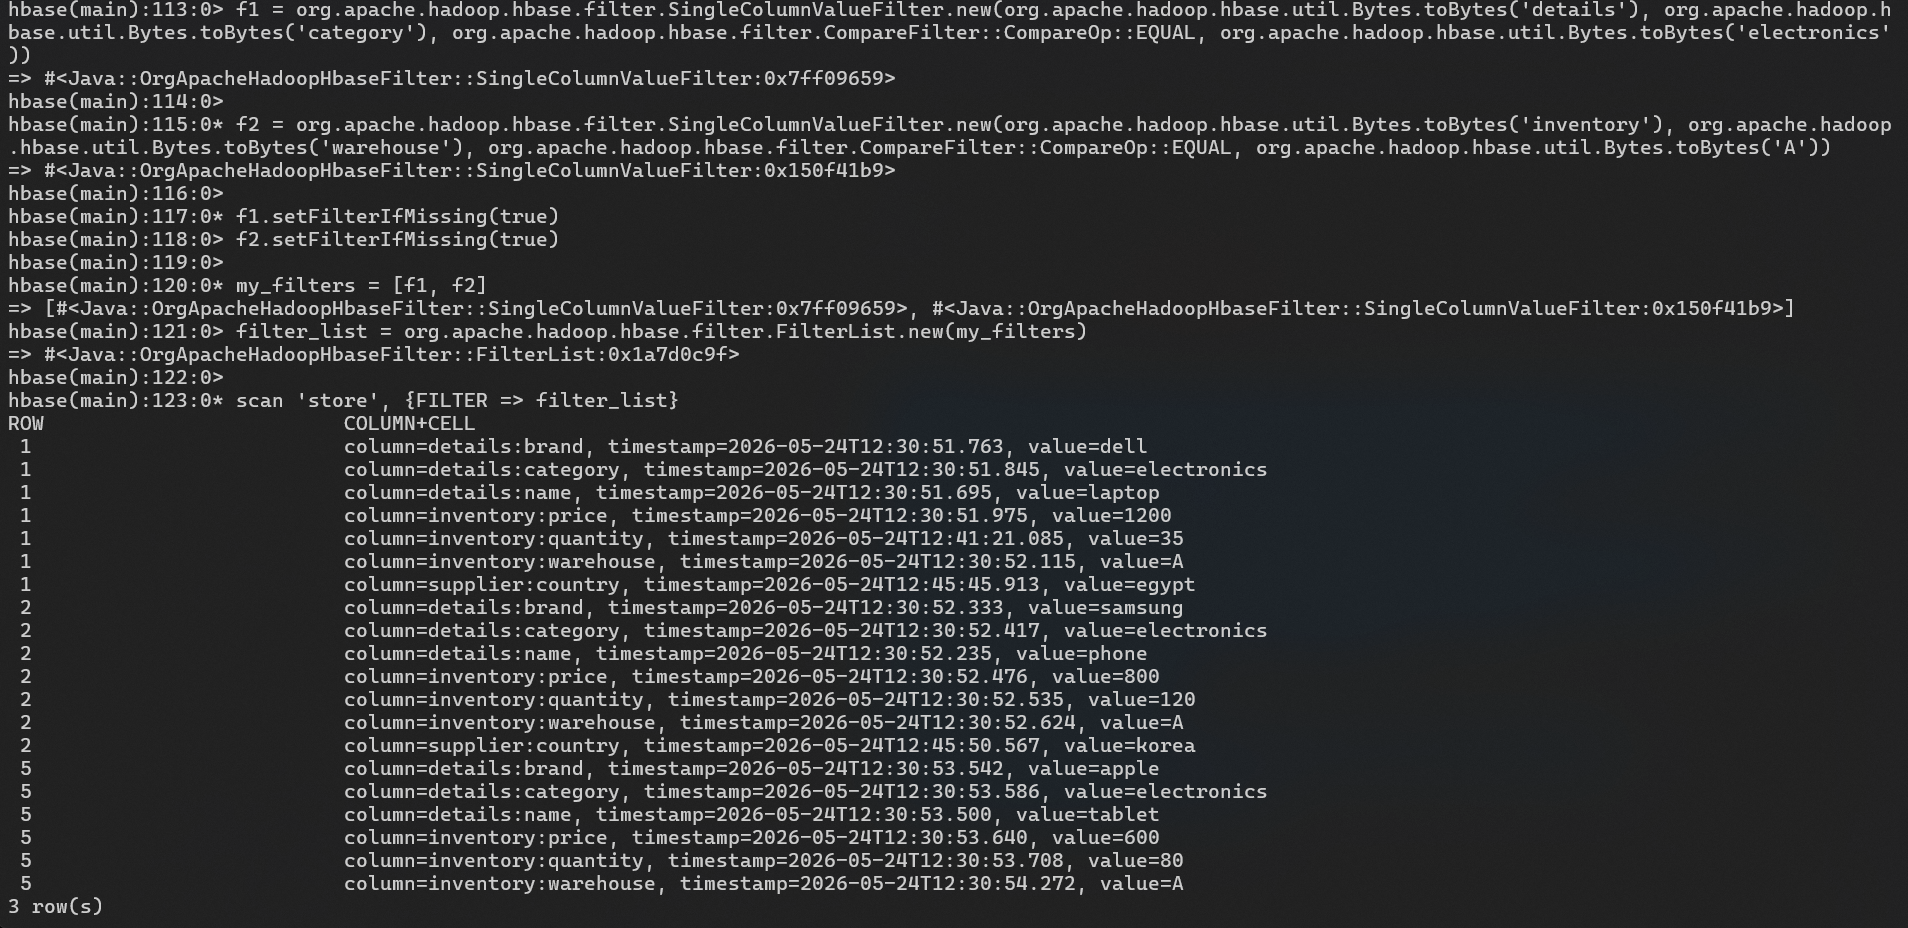 hbase(main):113:0> f1 = org.apache.hadoop.hbase.filter.SingleColumnValueFilter.new(org.apache.hadoop.hbase.util.Bytes.toBytes('details'), org.apache.hadoop.h
base.util.Bytes.toBytes('category'), org.apache.hadoop.hbase.filter.CompareFilter::CompareOp::EQUAL, org.apache.hadoop.hbase.util.Bytes.toBytes('electronics'
))
=> #<Java::OrgApacheHadoopHbaseFilter::SingleColumnValueFilter:0x7ff09659>
hbase(main):114:0>
hbase(main):115:0* f2 = org.apache.hadoop.hbase.filter.SingleColumnValueFilter.new(org.apache.hadoop.hbase.util.Bytes.toBytes('inventory'), org.apache.hadoop
.hbase.util.Bytes.toBytes('warehouse'), org.apache.hadoop.hbase.filter.CompareFilter::CompareOp::EQUAL, org.apache.hadoop.hbase.util.Bytes.toBytes('A'))
=> #<Java::OrgApacheHadoopHbaseFilter::SingleColumnValueFilter:0x150f41b9>
hbase(main):116:0>
hbase(main):117:0* f1.setFilterIfMissing(true)
hbase(main):118:0> f2.setFilterIfMissing(true)
hbase(main):119:0>
hbase(main):120:0* my_filters = [f1, f2]
=> [#<Java::OrgApacheHadoopHbaseFilter::SingleColumnValueFilter:0x7ff09659>, #<Java::OrgApacheHadoopHbaseFilter::SingleColumnValueFilter:0x150f41b9>]
hbase(main):121:0> filter_list = org.apache.hadoop.hbase.filter.FilterList.new(my_filters)
=> #<Java::OrgApacheHadoopHbaseFilter::FilterList:0x1a7d0c9f>
hbase(main):122:0>
hbase(main):123:0* scan 'store', {FILTER => filter_list}
ROW COLUMN+CELL
1 column=details:brand, timestamp=2026-05-24T12:30:51.763, value=dell
1 column=details:category, timestamp=2026-05-24T12:30:51.845, value=electronics
1 column=details:name, timestamp=2026-05-24T12:30:51.695, value=laptop
1 column=inventory:price, timestamp=2026-05-24T12:30:51.975, value=1200
1 column=inventory:quantity, timestamp=2026-05-24T12:41:21.085, value=35
1 column=inventory:warehouse, timestamp=2026-05-24T12:30:52.115, value=A
1 column=supplier:country, timestamp=2026-05-24T12:45:45.913, value=egypt
2 column=details:brand, timestamp=2026-05-24T12:30:52.333, value=samsung
2 column=details:category, timestamp=2026-05-24T12:30:52.417, value=electronics
2 column=details:name, timestamp=2026-05-24T12:30:52.235, value=phone
2 column=inventory:price, timestamp=2026-05-24T12:30:52.476, value=800
2 column=inventory:quantity, timestamp=2026-05-24T12:30:52.535, value=120
2 column=inventory:warehouse, timestamp=2026-05-24T12:30:52.624, value=A
2 column=supplier:country, timestamp=2026-05-24T12:45:50.567, value=korea
5 column=details:brand, timestamp=2026-05-24T12:30:53.542, value=apple
5 column=details:category, timestamp=2026-05-24T12:30:53.586, value=electronics
5 column=details:name, timestamp=2026-05-24T12:30:53.500, value=tablet
5 column=inventory:price, timestamp=2026-05-24T12:30:53.640, value=600
5 column=inventory:quantity, timestamp=2026-05-24T12:30:53.708, value=80
5 column=inventory:warehouse, timestamp=2026-05-24T12:30:54.272, value=A
3 row(s)